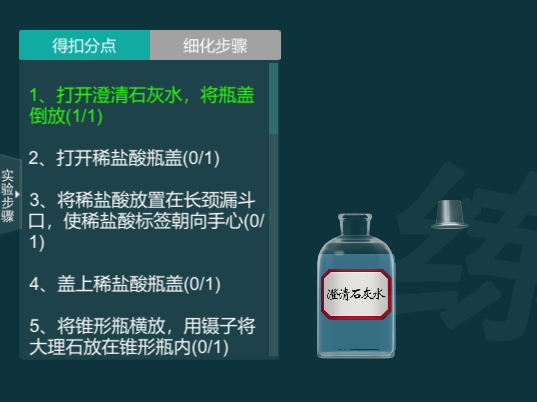 得扣分点
细化步骤
1、打开澄清石灰水，将瓶盖
倒放(1/1)
2、打开稀盐酸瓶盖(0/1)
3、将稀盐酸放置在长颈漏斗
口，使稀盐酸标签朝向手心(0/
1)
4、盖上稀盐酸瓶盖(0/1)
5、将锥形瓶横放，用镊子将
大理石放在锥形瓶内(0/1)
实验步骤
澄清石灰水
练